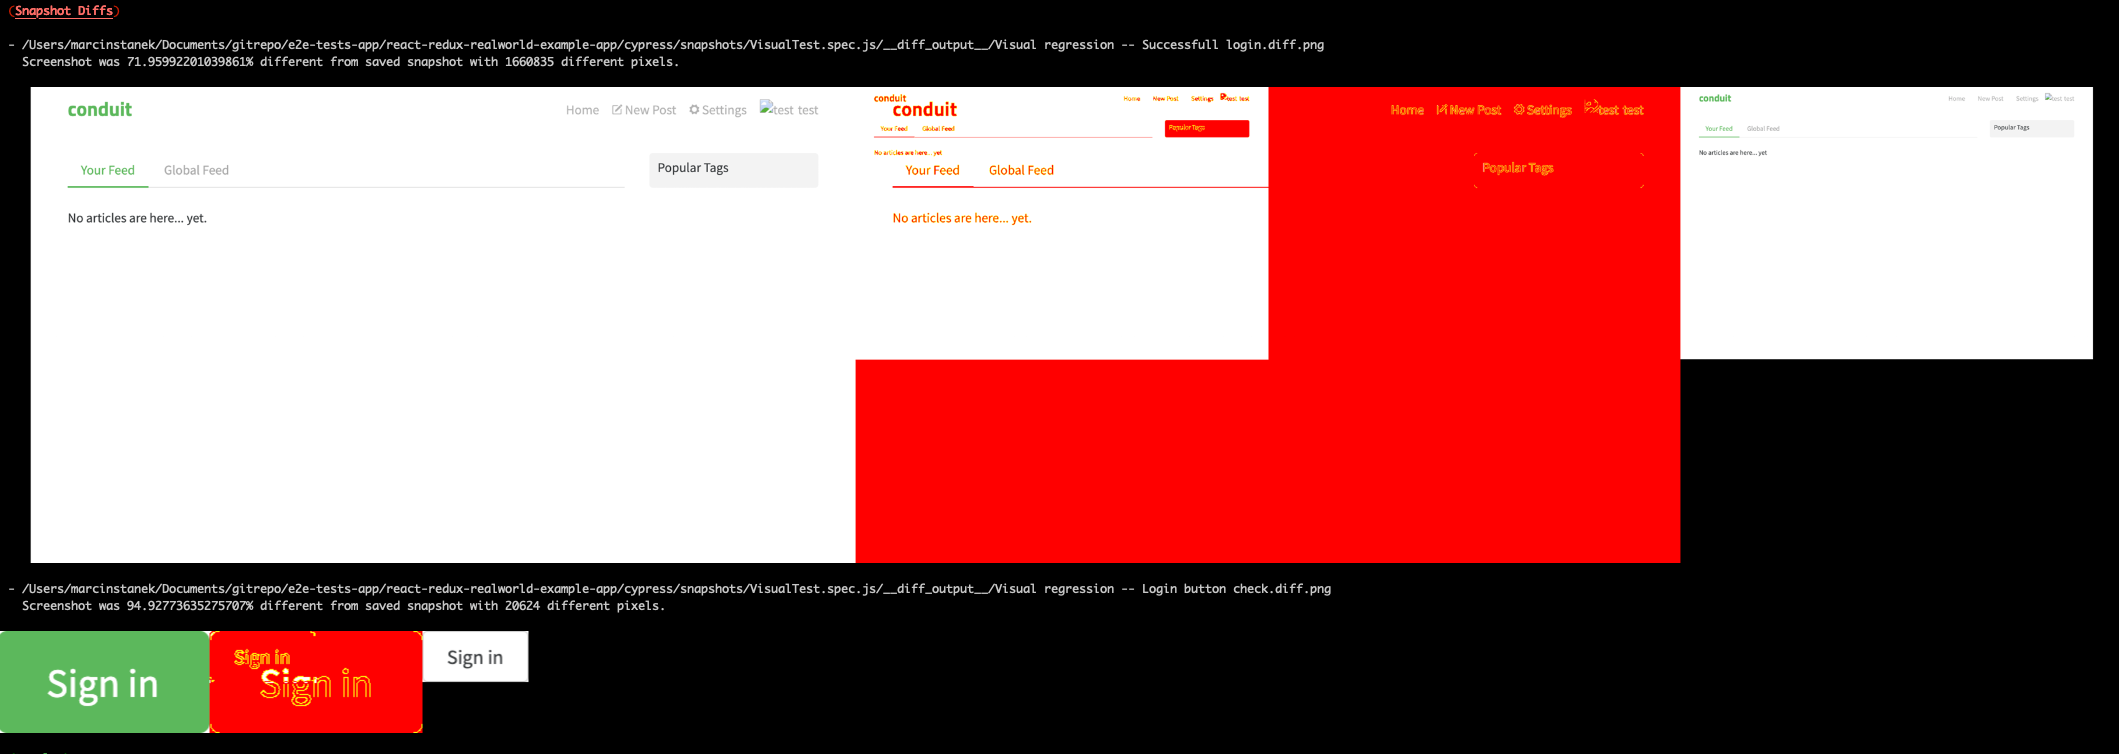 (Snapshot Diffs)
- /Users/marcinstanek/Documents/gitrepo/e2e-tests-app/react-redux-realworld-example-app/cypress/snapshots/VisualTest.spec.js/__diff_output__/Visual regression -- Successfull login.diff.png
Screenshot was 71.95992201039861% different from saved snapshot with 1660835 different pixels.
conduit Home New Post Settings test test
Your Feed Global Feed Popular Tags
No articles are here... yet.
conduit Home New Post Settings test test
Your Feed Global Feed Popular Tags
No articles are here... yet
conduit Home New Post Settings test test
Your Feed Global Feed Popular Tags
No articles are here... yet.
conduit Home New Post Settings test test
Your Feed Global Feed Popular Tags
No articles are here... yet
- /Users/marcinstanek/Documents/gitrepo/e2e-tests-app/react-redux-realworld-example-app/cypress/snapshots/VisualTest.spec.js/__diff_output__/Visual regression -- Login button check.diff.png
Screenshot was 94.92773635275707% different from saved snapshot with 20624 different pixels.
Sign in
Sign in
Sign in
Sign in